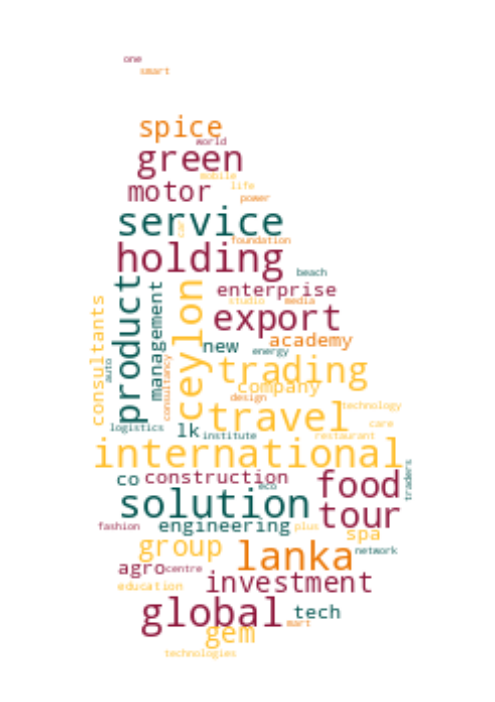 one
smart
spice
world
green
mobile
motor
life
power
service
car
foundation
holding
beach
product
management
ceylon
enterprise
studio
media
consultants
export
auto
consultancy
new
academy
energy
trading
company
design
travel
technology
logistics
lk
institute
care
restaurant
international
traders
co
construction
eco
food
solution
tour
fashion
engineering
plus
spa
group
lanka
network
agro
centre
education
investment
global
tech
mart
gem
technologies